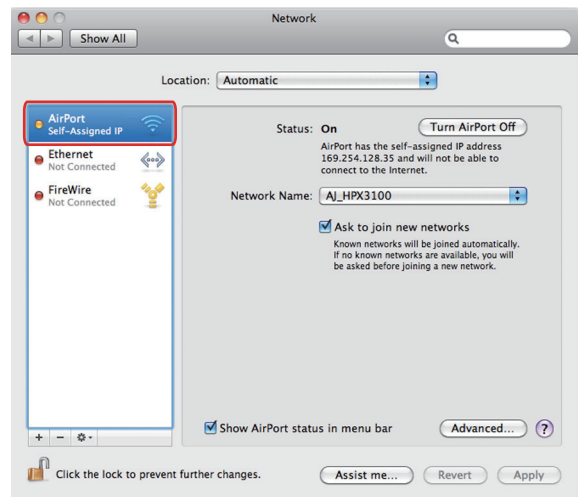 Network
Show All
Location: Automatic
AirPort
Self-Assigned IP
Ethernet
Not Connected
FireWire
Not Connected
Status: On
Turn AirPort Off
AirPort has the self-assigned IP address
169.254.128.35 and will not be able to
connect to the Internet.
Network Name: AJ_HPX3100
Ask to join new networks
Known networks will be joined automatically.
If no known networks are available, you will
be asked before joining a new network.
Show AirPort status in menu bar
Advanced...
?
Click the lock to prevent further changes.
Assist me...
Revert
Apply